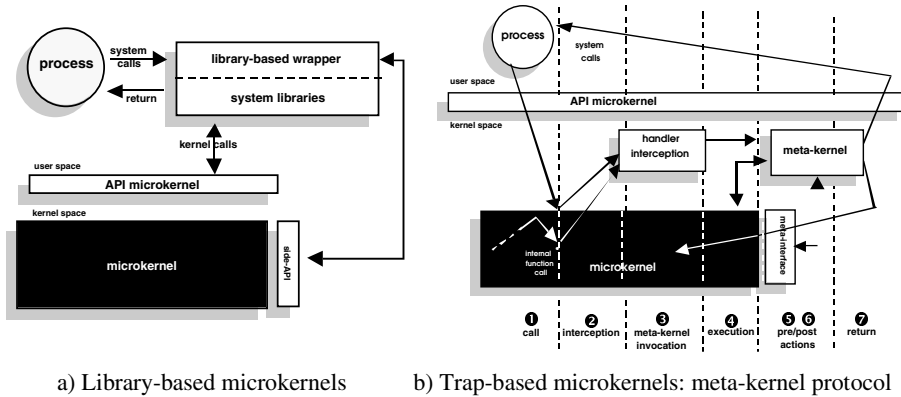 process
system
calls
return
library-based wrapper
system libraries
kernel calls
user space
API microkernel
kernel space
microkernel
side-API
a) Library-based microkernels
process
system
calls
user space
API microkernel
kernel space
handler
interception
meta-kernel
internal
function
call
microkernel
meta-interface
❶ ❷ ❸ ❹ ❺ ❻ ❼
call
interception
meta-kernel
invocation
execution
pre/post
actions
return
b) Trap-based microkernels: meta-kernel protocol